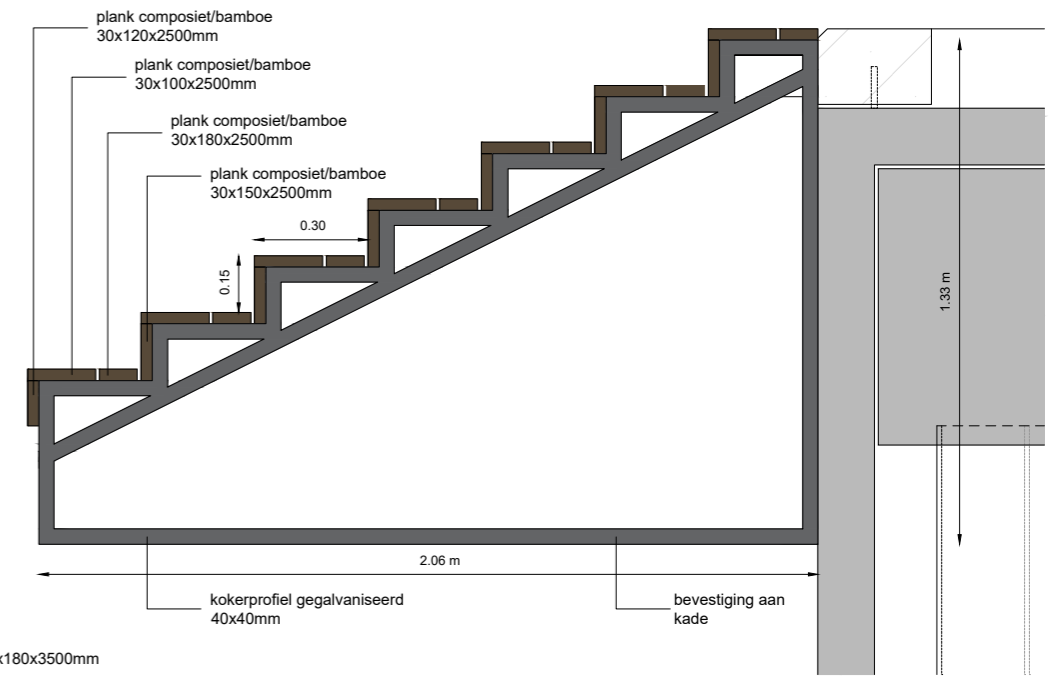 plank composiet/bamboe
30x120x2500mm
plank composiet/bamboe
30x100x2500mm
plank composiet/bamboe
30x180x2500mm
plank composiet/bamboe
30x150x2500mm
0.30
0.15
1.33 m
2.06 m
kokerprofiel gegalvaniseerd
40x40mm
bevestiging aan
kade
x180x3500mm